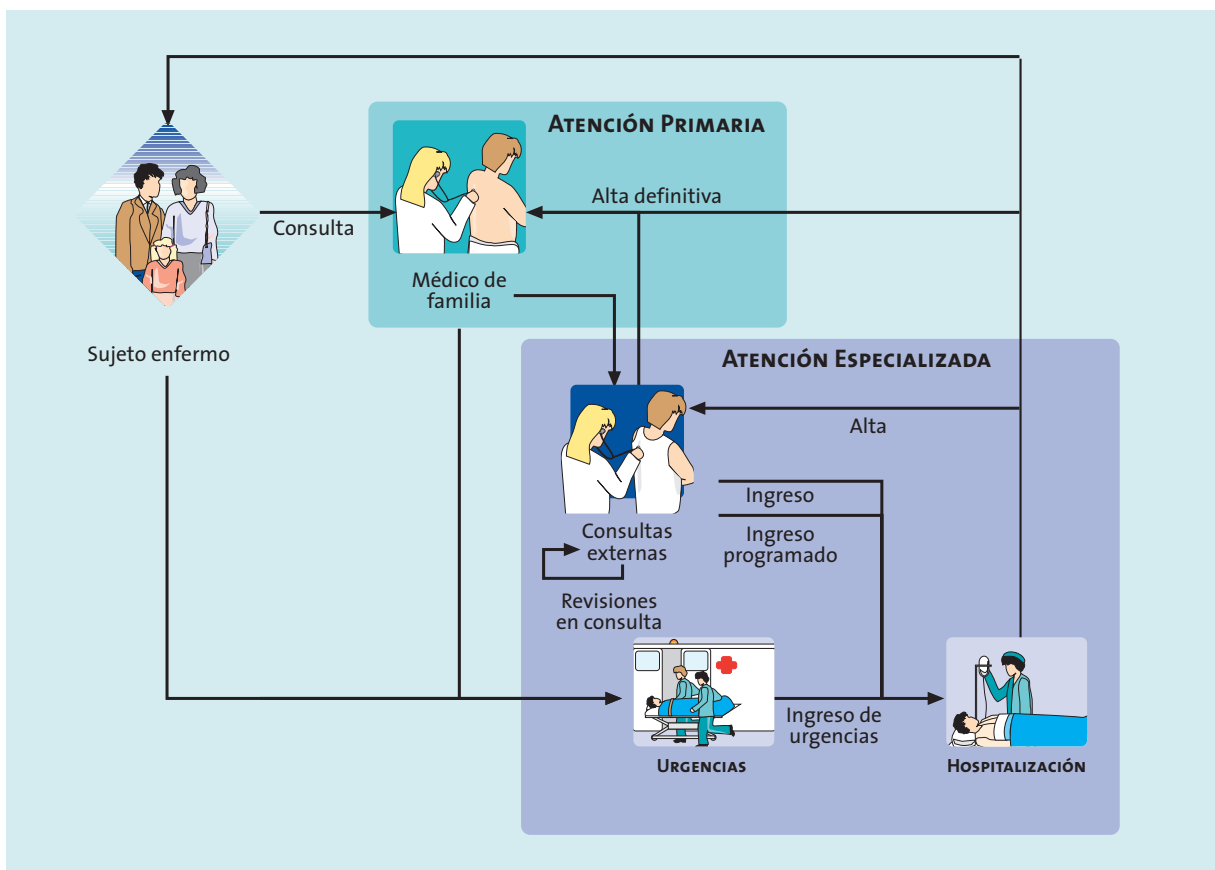 ATENCIÓN PRIMARIA
Alta definitiva
Consulta
Médico de
familia
Sujeto enfermo
ATENCIÓN ESPECIALIZADA
Alta
Ingreso
Ingreso
programado
Consultas
externas
Revisiones
en consulta
Ingreso de
urgencias
URGENCIAS
HOSPITALIZACIÓN